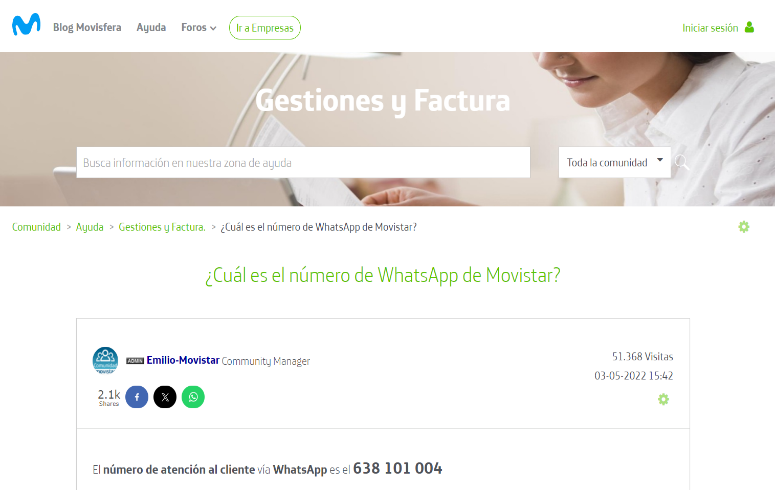 Blog Movisfera Ayuda Foros Ir a Empresas Iniciar sesión
Gestiones y Factura
Busca información en nuestra zona de ayuda Toda la comunidad
Comunidad > Ayuda > Gestiones y Factura. > ¿Cuál es el número de WhatsApp de Movistar?
¿Cuál es el número de WhatsApp de Movistar?
ADMIN Emilio-Movistar Community Manager
51.368 Visitas
03-05-2022 15:42
2.1k
Shares
El número de atención al cliente vía WhatsApp es el 638 101 004